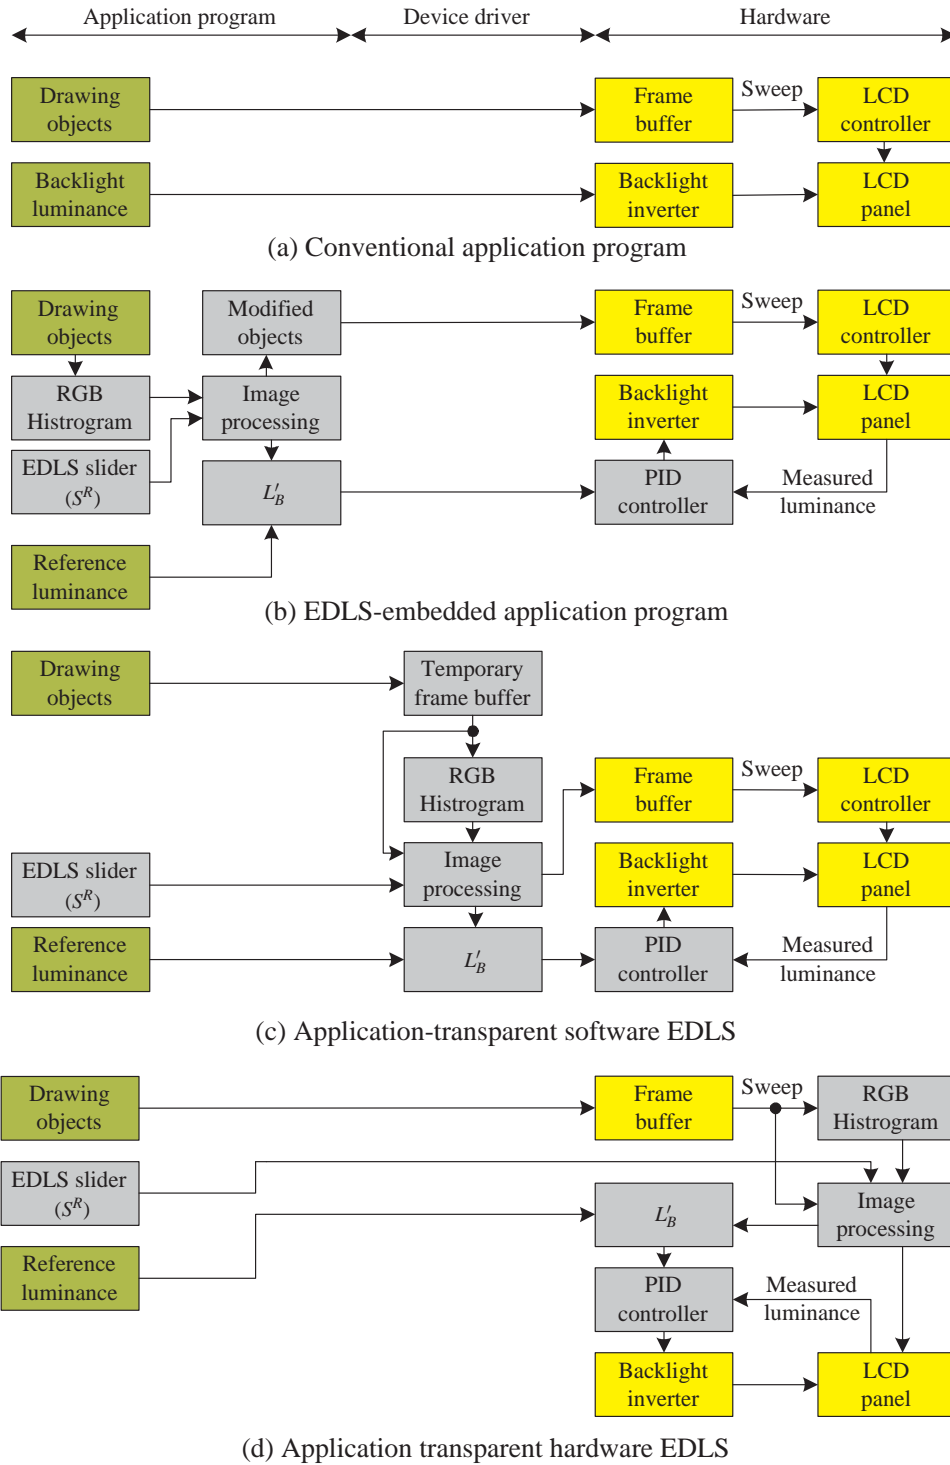 Application program Device driver Hardware
Drawing objects
Frame buffer
Sweep
LCD controller
Backlight luminance
Backlight inverter
LCD panel
(a) Conventional application program
Drawing objects
Modified objects
Frame buffer
Sweep
LCD controller
RGB Histrogram
Image processing
Backlight inverter
LCD panel
EDLS slider (S^R)
L'_B
PID controller
Measured luminance
Reference luminance
(b) EDLS-embedded application program
Drawing objects
Temporary frame buffer
RGB Histrogram
Frame buffer
Sweep
LCD controller
EDLS slider (S^R)
Image processing
Backlight inverter
LCD panel
Reference luminance
L'_B
PID controller
Measured luminance
(c) Application-transparent software EDLS
Drawing objects
Frame buffer
Sweep
RGB Histrogram
EDLS slider (S^R)
L'_B
Image processing
Reference luminance
PID controller
Measured luminance
Backlight inverter
LCD panel
(d) Application transparent hardware EDLS